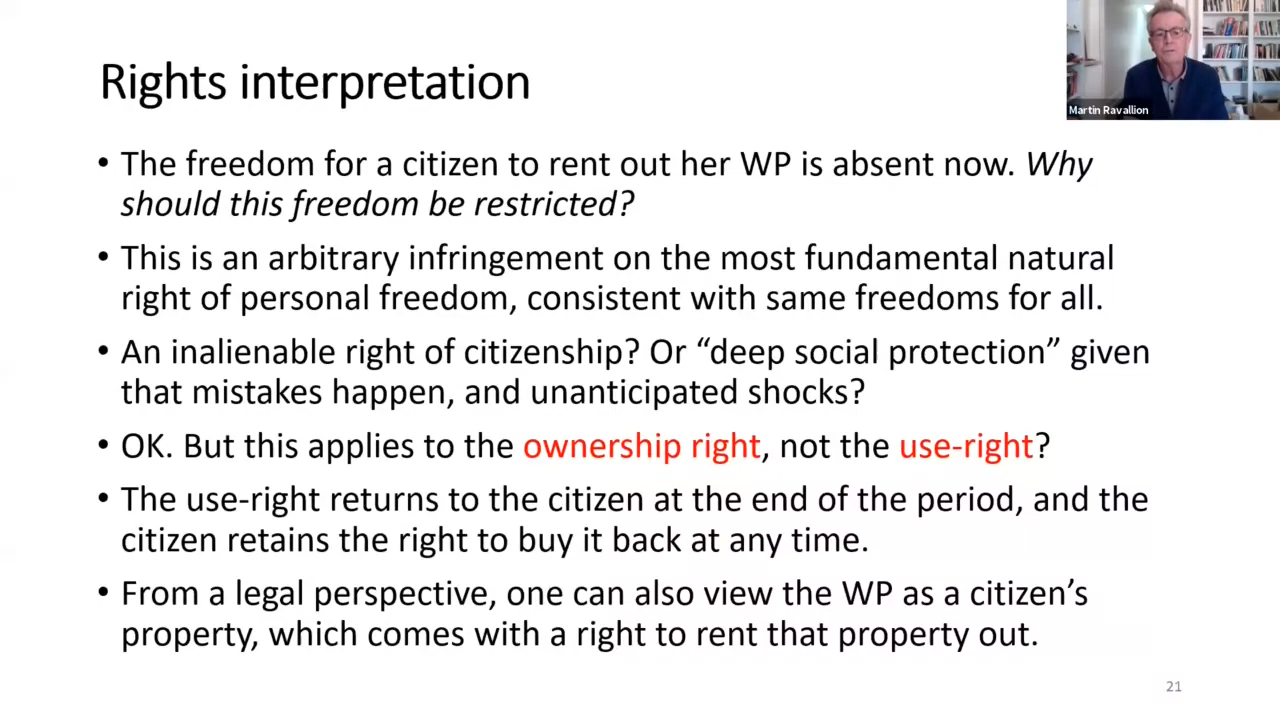 Rights interpretation
Martin Ravallion
• The freedom for a citizen to rent out her WP is absent now. Why
should this freedom be restricted?
• This is an arbitrary infringement on the most fundamental natural
right of personal freedom, consistent with same freedoms for all.
• An inalienable right of citizenship? Or “deep social protection” given
that mistakes happen, and unanticipated shocks?
• OK. But this applies to the ownership right, not the use-right?
• The use-right returns to the citizen at the end of the period, and the
citizen retains the right to buy it back at any time.
• From a legal perspective, one can also view the WP as a citizen’s
property, which comes with a right to rent that property out.
21